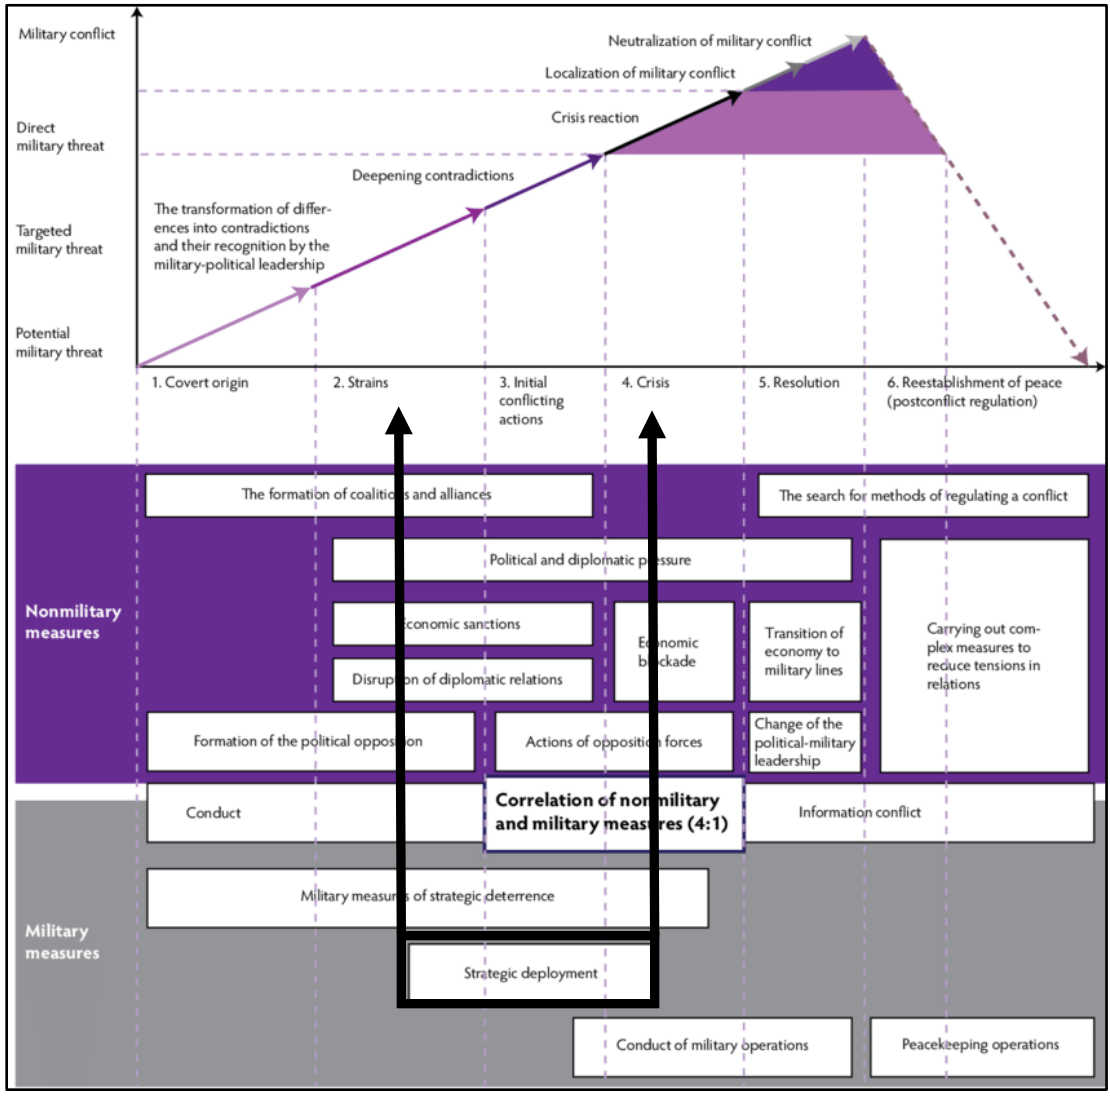 Military conflict
Neutralization of military conflict
Localization of military conflict
Crisis reaction
Direct
military threat
Deepening contradictions
The transformation of differ-
ences into contradictions
and their recognition by the
military-political leadership
Targeted
military threat
Potential
military threat
1. Covert origin
2. Strains
3. Initial
conflicting
actions
4. Crisis
5. Resolution
6. Reestablishment of peace
(postconflict regulation)
Nonmilitary
measures
The formation of coalitions and alliances
The search for methods of regulating a conflict
Political and diplomatic pressure
Economic sanctions
Economic
blockade
Transition of
economy to
military lines
Carrying out com-
plex measures to
reduce tensions in
relations
Disruption of diplomatic relations
Formation of the political opposition
Actions of opposition forces
Change of the
political-military
leadership
Conduct
Correlation of nonmilitary
and military measures (4:1)
Information conflict
Military
measures
Military measures of strategic deterrence
Strategic deployment
Conduct of military operations
Peacekeeping operations